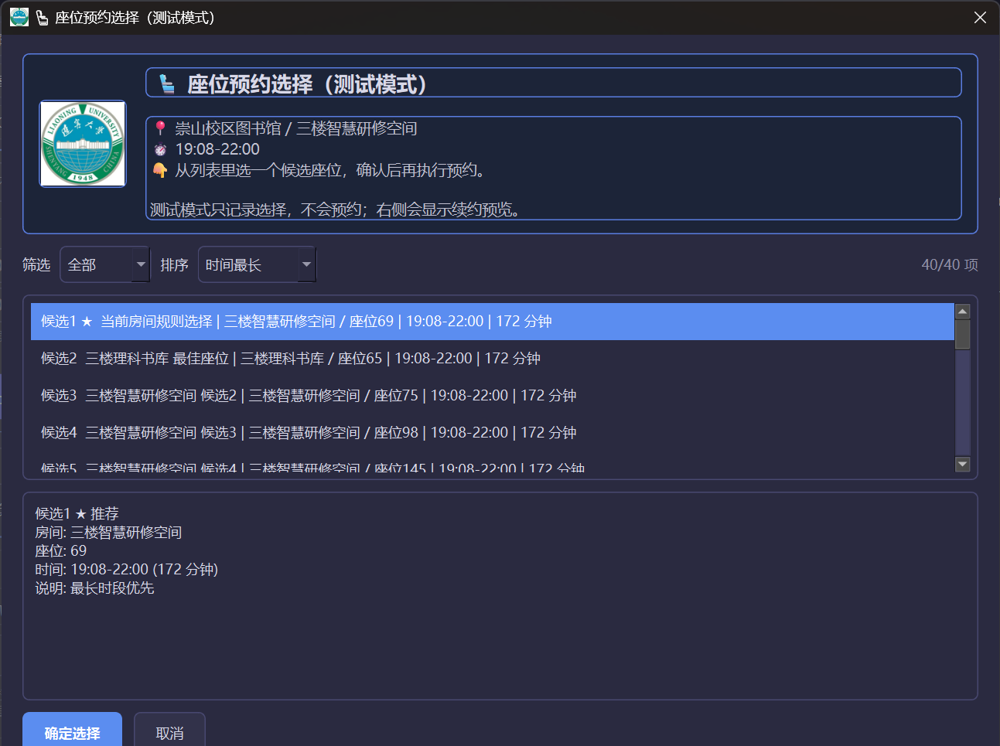 座位预约选择（测试模式）
座位预约选择（测试模式）
LIAONING UNIVERSITY
辽宁大学
SHENYANG CHINA
1948
崇山校区图书馆 / 三楼智慧研修空间
19:08-22:00
从列表里选一个候选座位，确认后再执行预约。
测试模式只记录选择，不会预约；右侧会显示续约预览。
筛选 全部 排序 时间最长 40/40 项
候选1 ★ 当前房间规则选择 | 三楼智慧研修空间 / 座位69 | 19:08-22:00 | 172 分钟
候选2 三楼理科书库 最佳座位 | 三楼理科书库 / 座位65 | 19:08-22:00 | 172 分钟
候选3 三楼智慧研修空间 候选2 | 三楼智慧研修空间 / 座位75 | 19:08-22:00 | 172 分钟
候选4 三楼智慧研修空间 候选3 | 三楼智慧研修空间 / 座位98 | 19:08-22:00 | 172 分钟
候选5 三楼智慧研修空间 候选4 | 三楼智慧研修空间 / 座位145 | 19:08-22:00 | 172 分钟
候选1 ★ 推荐
房间: 三楼智慧研修空间
座位: 69
时间: 19:08-22:00 (172 分钟)
说明: 最长时段优先
确定选择 取消